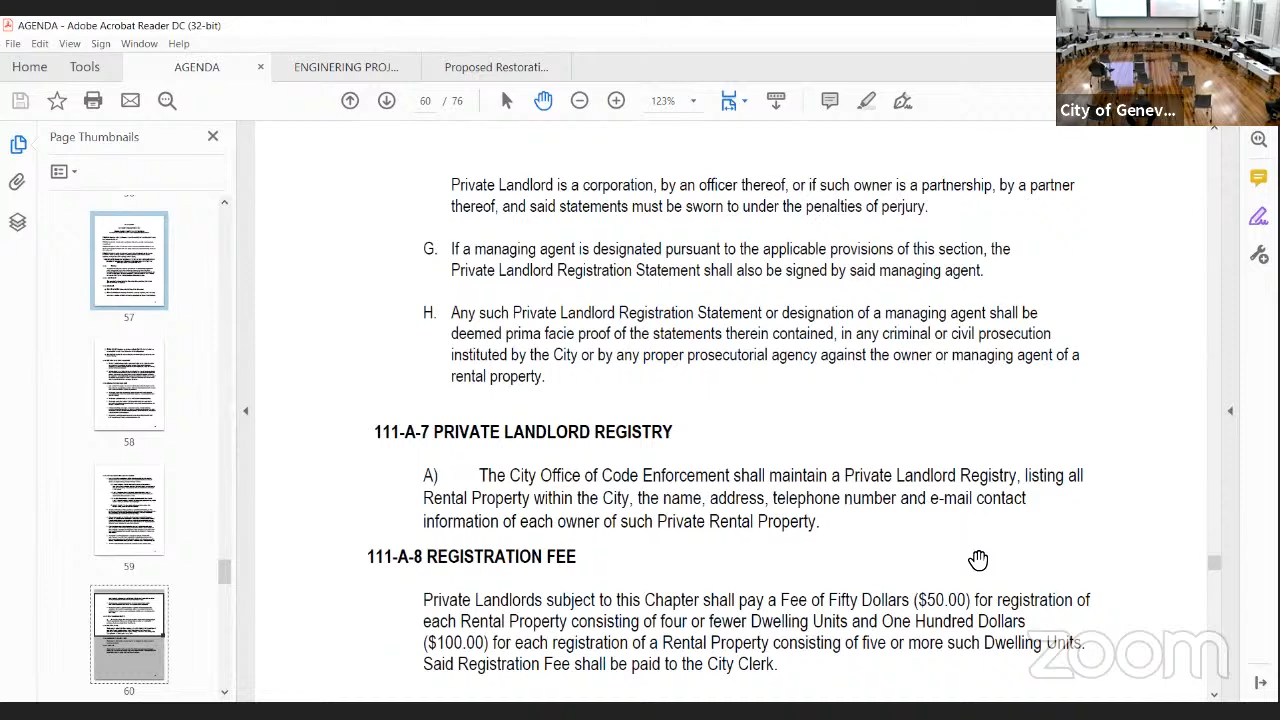 AGENDA - Adobe Acrobat Reader DC (32-bit)
File Edit View Sign Window Help
Home Tools AGENDA × ENGINERING PROJ... Proposed Restorati...
60 / 76 123%
City of Genev...
Page Thumbnails
57
58
59
60
Private Landlord is a corporation, by an officer thereof, or if such owner is a partnership, by a partner
thereof, and said statements must be sworn to under the penalties of perjury.
G. If a managing agent is designated pursuant to the applicable provisions of this section, the
Private Landlord Registration Statement shall also be signed by said managing agent.
H. Any such Private Landlord Registration Statement or designation of a managing agent shall be
deemed prima facie proof of the statements therein contained, in any criminal or civil prosecution
instituted by the City or by any proper prosecutorial agency against the owner or managing agent of a
rental property.
111-A-7 PRIVATE LANDLORD REGISTRY
A) The City Office of Code Enforcement shall maintain a Private Landlord Registry, listing all
Rental Property within the City, the name, address, telephone number and e-mail contact
information of each owner of such Private Rental Property.
111-A-8 REGISTRATION FEE
Private Landlords subject to this Chapter shall pay a Fee of Fifty Dollars ($50.00) for registration of
each Rental Property consisting of four or fewer Dwelling Units and One Hundred Dollars
($100.00) for each registration of a Rental Property consisting of five or more such Dwelling Units.
Said Registration Fee shall be paid to the City Clerk.
zoom